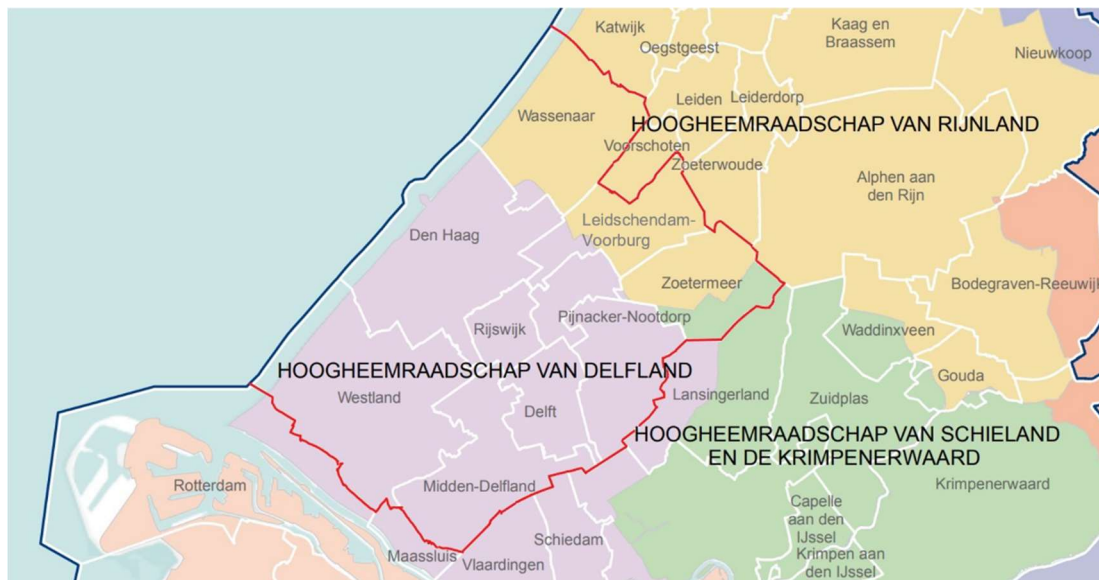 Katwijk
Kaag en
Braassem
Oegstgeest
Nieuwkoop
Leiden
Leiderdorp
Wassenaar
HOOGHEEMRAADSCHAP VAN RIJNLAND
Voorschoten
Zoeterwoude
Alphen aan
den Rijn
Leidschendam-
Voorburg
Den Haag
Zoetermeer
Bodegraven-Reeuwijk
Pijnacker-Nootdorp
Rijswijk
Waddinxveen
HOOGHEEMRAADSCHAP VAN DELFLAND
Gouda
Westland
Lansingerland
Zuidplas
Delft
HOOGHEEMRAADSCHAP VAN SCHIELAND
EN DE KRIMPENERWAARD
Rotterdam
Midden-Delfland
Krimpenerwaard
Capelle
aan den
IJssel
Schiedam
Maassluis
Vlaardingen
Krimpen aan
den IJssel